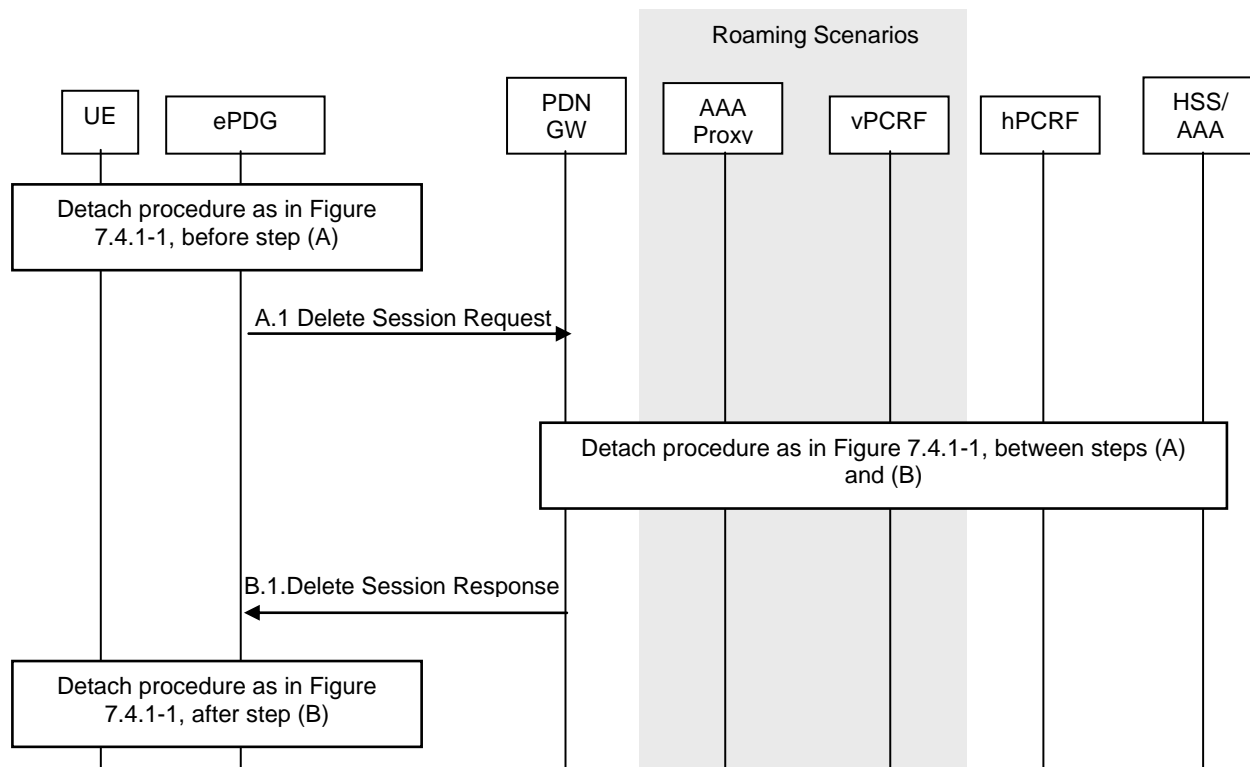 Roaming Scenarios
UE
ePDG
PDN
GW
AAA
Proxy
vPCRF
hPCRF
HSS/
AAA
Detach procedure as in Figure
7.4.1-1, before step (A)
A.1 Delete Session Request
Detach procedure as in Figure 7.4.1-1, between steps (A)
and (B)
B.1.Delete Session Response
Detach procedure as in Figure
7.4.1-1, after step (B)